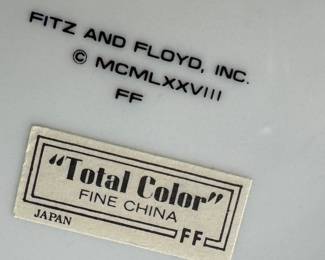 FITZ AND FLOYD, INC.
© MCMLXXVIII
FF
"Total Color"
FINE CHINA
JAPAN
FF